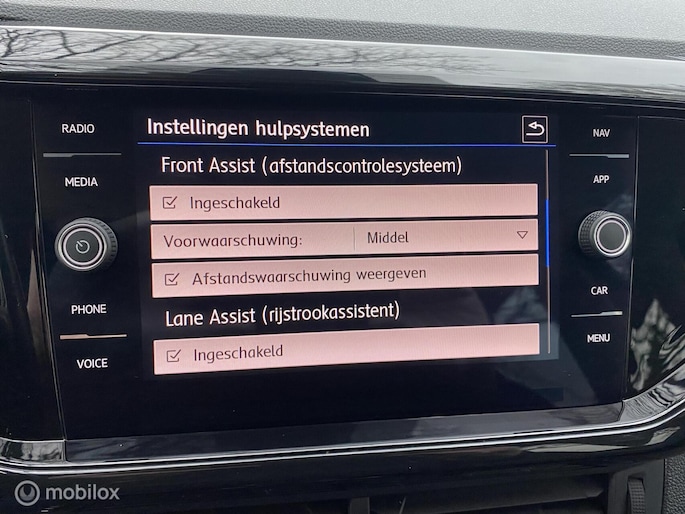 RADIO
MEDIA
PHONE
VOICE
Instellingen hulpsystemen
Front Assist (afstandscontrolesysteem)
Ingeschakeld
Voorwaarschuwing: Middel
Afstandswaarschuwing weergeven
Lane Assist (rijstrookassistent)
Ingeschakeld
NAV
APP
CAR
MENU
mobilox